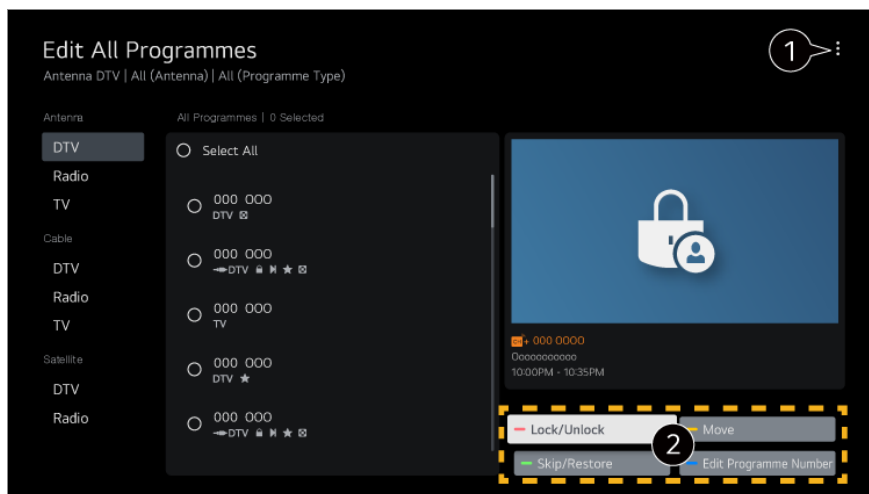 Edit All Programmes
Antenna DTV | All (Antenna) | All (Programme Type)
1
Antenna
All Programmes | 0 Selected
DTV
Radio
TV
Cable
DTV
Radio
TV
Satellite
DTV
Radio
Select All
000 000
DTV
000 000
DTV
000 000
TV
000 000
DTV
000 000
DTV
+ 000 0000
Oooooooooo
10:00PM - 10:35PM
Lock/Unlock
Move
2
Skip/Restore
Edit Programme Number